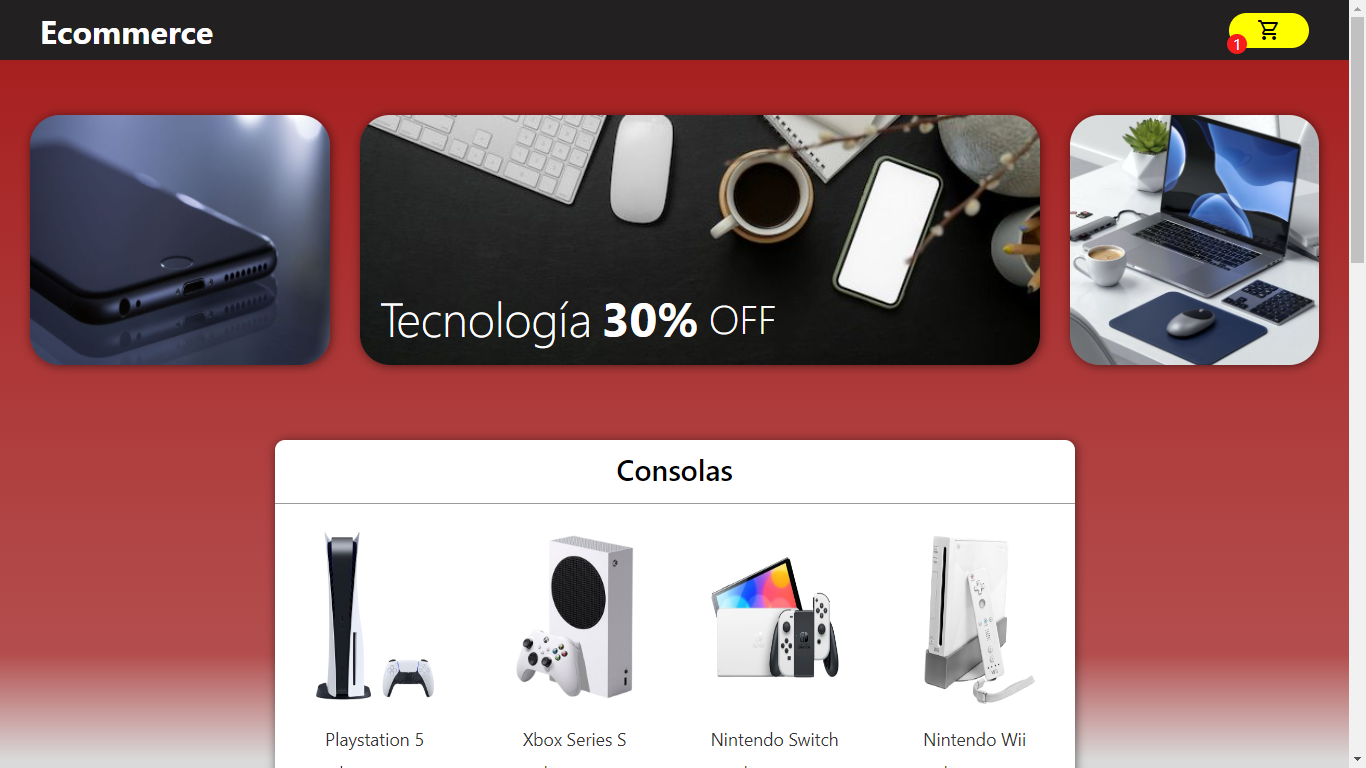 Ecommerce
1
Tecnología 30% OFF
Consolas
Playstation 5
Xbox Series S
Nintendo Switch
Nintendo Wii